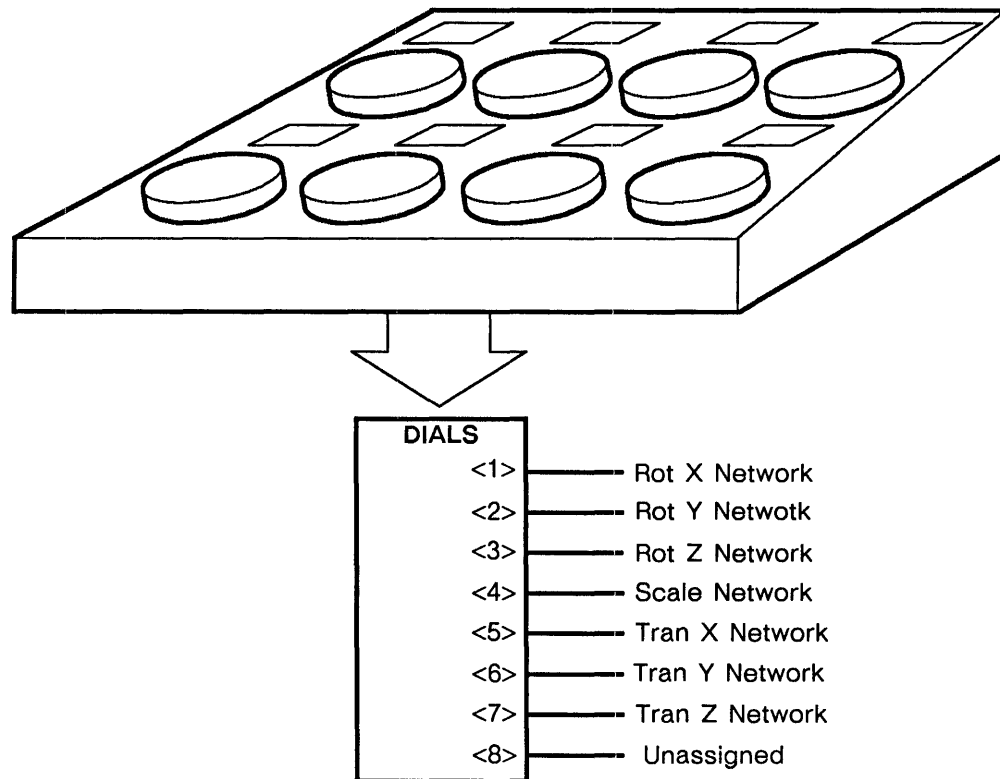 DIALS
<1> Rot X Network
<2> Rot Y Netwotk
<3> Rot Z Network
<4> Scale Network
<5> Tran X Network
<6> Tran Y Network
<7> Tran Z Network
<8> Unassigned